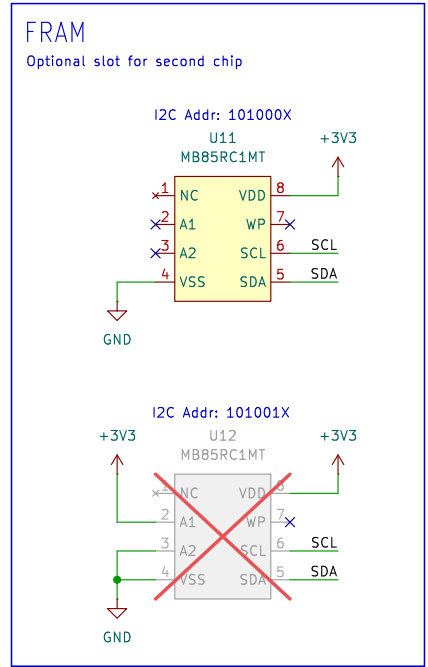 FRAM
Optional slot for second chip
I2C Addr: 101000X
U11
MB85RC1MT
+3V3
1 NC VDD 8
2 A1 WP 7
3 A2 SCL 6 SCL
4 VSS SDA 5 SDA
GND
I2C Addr: 101001X
+3V3 U12 +3V3
MB85RC1MT
1 NC VDD 8
2 A1 WP 7
3 A2 SCL 6 SCL
4 VSS SDA 5 SDA
GND